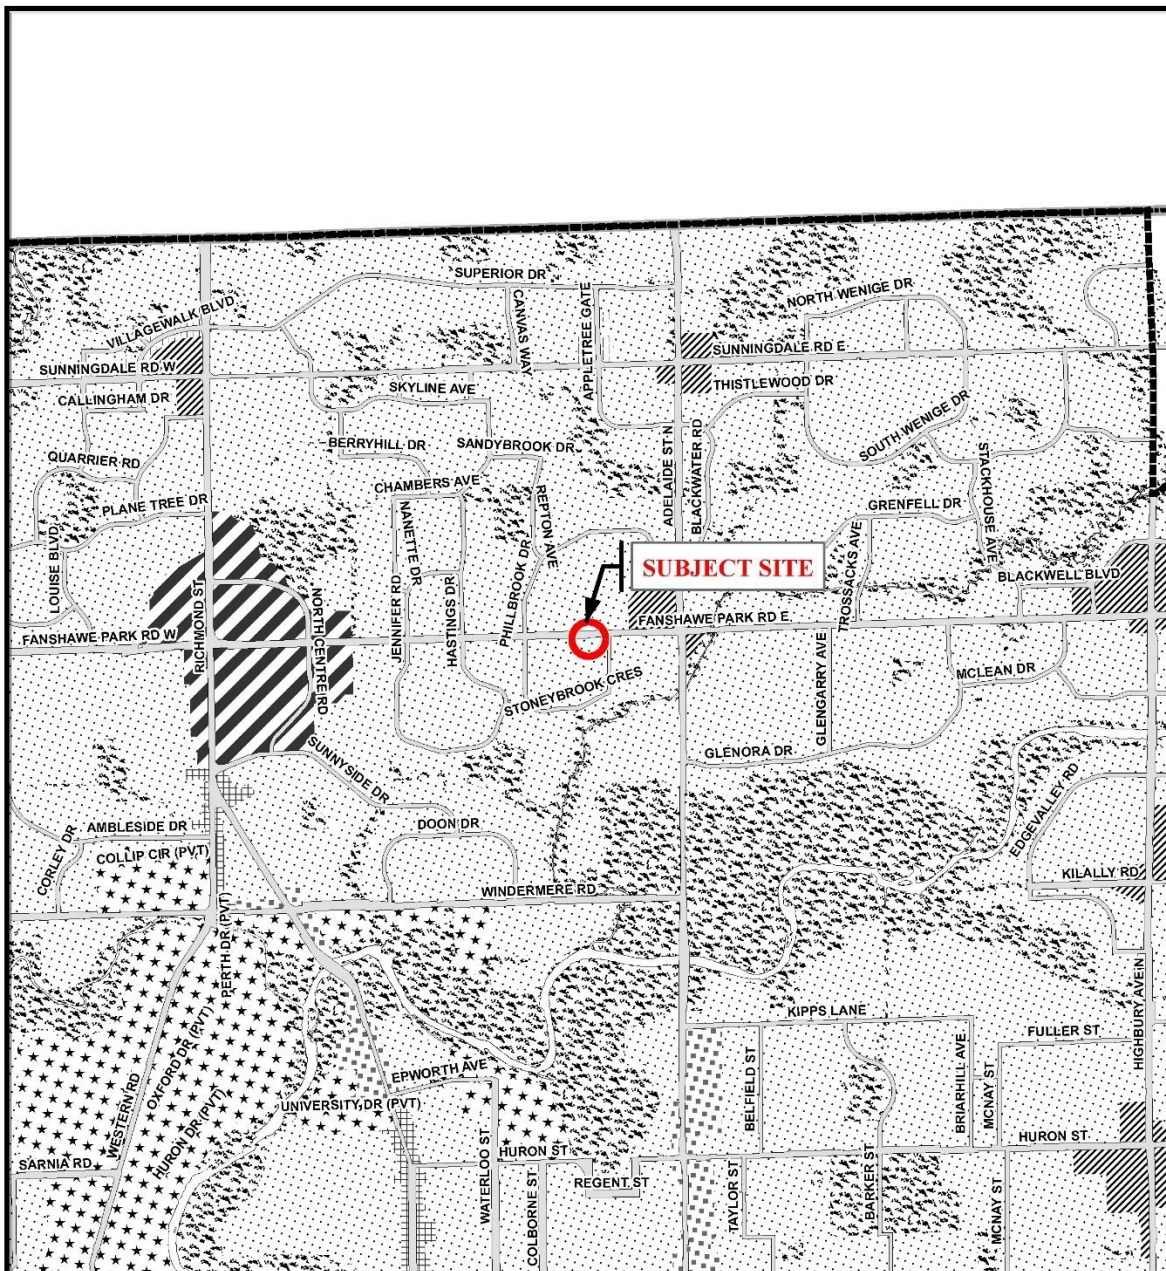 SUPERIOR DR
CANVAS WAY
APPLETREE GATE
NORTH WENIGE DR
VILLAGEWALK BLVD
SUNNINGDALE RD W
SUNNINGDALE RD E
CALLINGHAM DR
SKYLINE AVE
THISTLEWOOD DR
BERRYHILL DR
SANDYBROOK DR
ADELAIDE ST N
BLACKWATER RD
SOUTH WENIGE DR
QUARRIER RD
CHAMBERS AVE
STACKHOUSE AVE
PLANE TREE DR
NANETTE DR
REPTON AVE
GRENFELL DR
LOUISE BLVD
PHILLBROOK DR
TROSSACKS AVE
SUBJECT SITE
BLACKWELL BLVD
RICHMOND ST
NORTH CENTRE RD
JENNIFER RD
HASTINGS DR
FANSHAWE PARK RD W
FANSHAWE PARK RD E
STONEYBROOK CRES
GLENGARRY AVE
MCLEAN DR
SUNNYSIDE DR
GLENORA DR
EDGEVALLEY RD
AMBLESIDE DR
DOON DR
CORLEY DR
COLLIP CIR (PVT)
KILALLY RD
WINDERMERE RD
PERTH DR (PVT)
HIGHBURY AVE N
KIPPS LANE
FULLER ST
WESTERN RD
OXFORD DR (PVT)
EPWORTH AVE
BELFIELD ST
BRIARHILL AVE
MCNAY ST
HURON DR (PVT)
UNIVERSITY DR (PVT)
HURON ST
SARNIA RD
WATERLOO ST
HURON ST
COLBORNE ST
REGENT ST
TAYLOR ST
BARKER ST
MCNAY ST